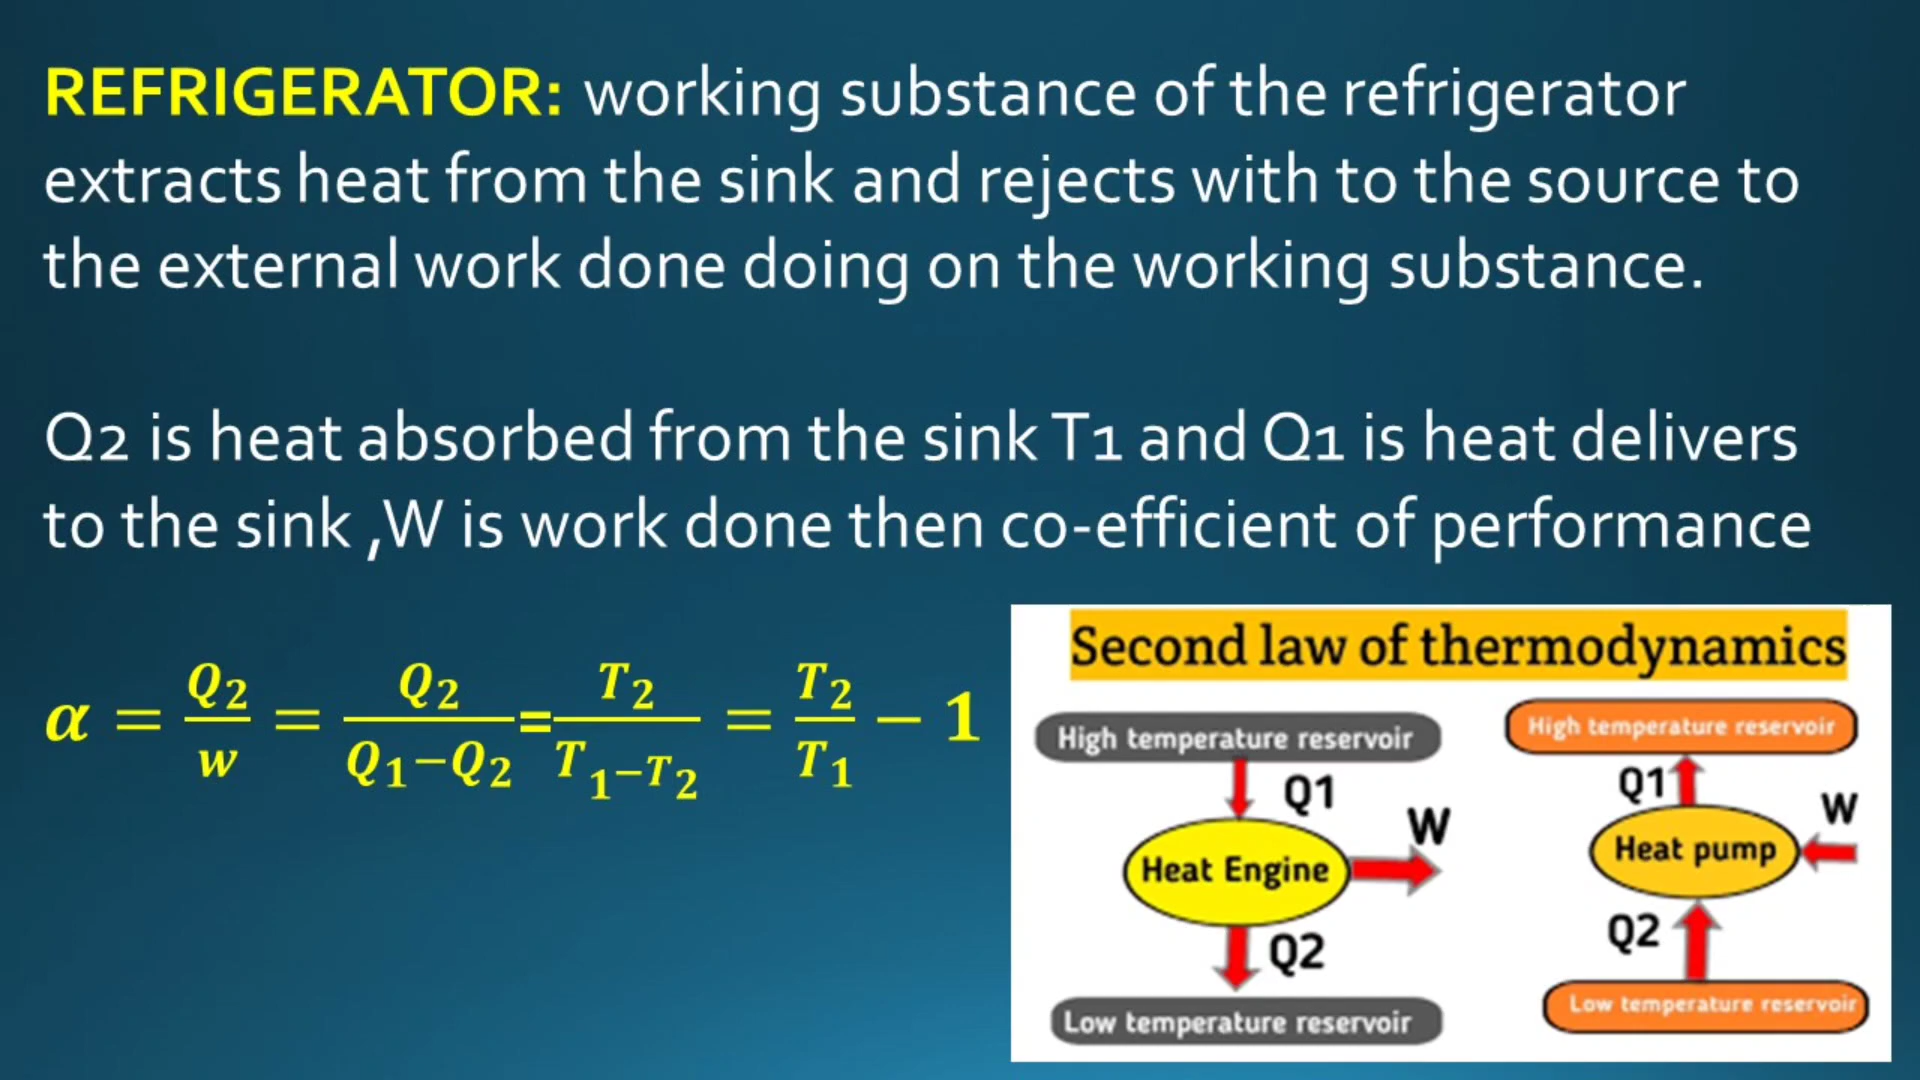 REFRIGERATOR: working substance of the refrigerator
extracts heat from the sink and rejects with to the source to
the external work done doing on the working substance.
Q2 is heat absorbed from the sink T1 and Q1 is heat delivers
to the sink ,W is work done then co-efficient of performance
α = Q2/w = Q2/(Q1−Q2) = T2/(T1−T2) = T2/T1 − 1
Second law of thermodynamics
High temperature reservoir
Q1
Heat Engine
W
Q2
Low temperature reservoir
High temperature reservoir
Q1
W
Heat pump
Q2
Low temperature reservoir